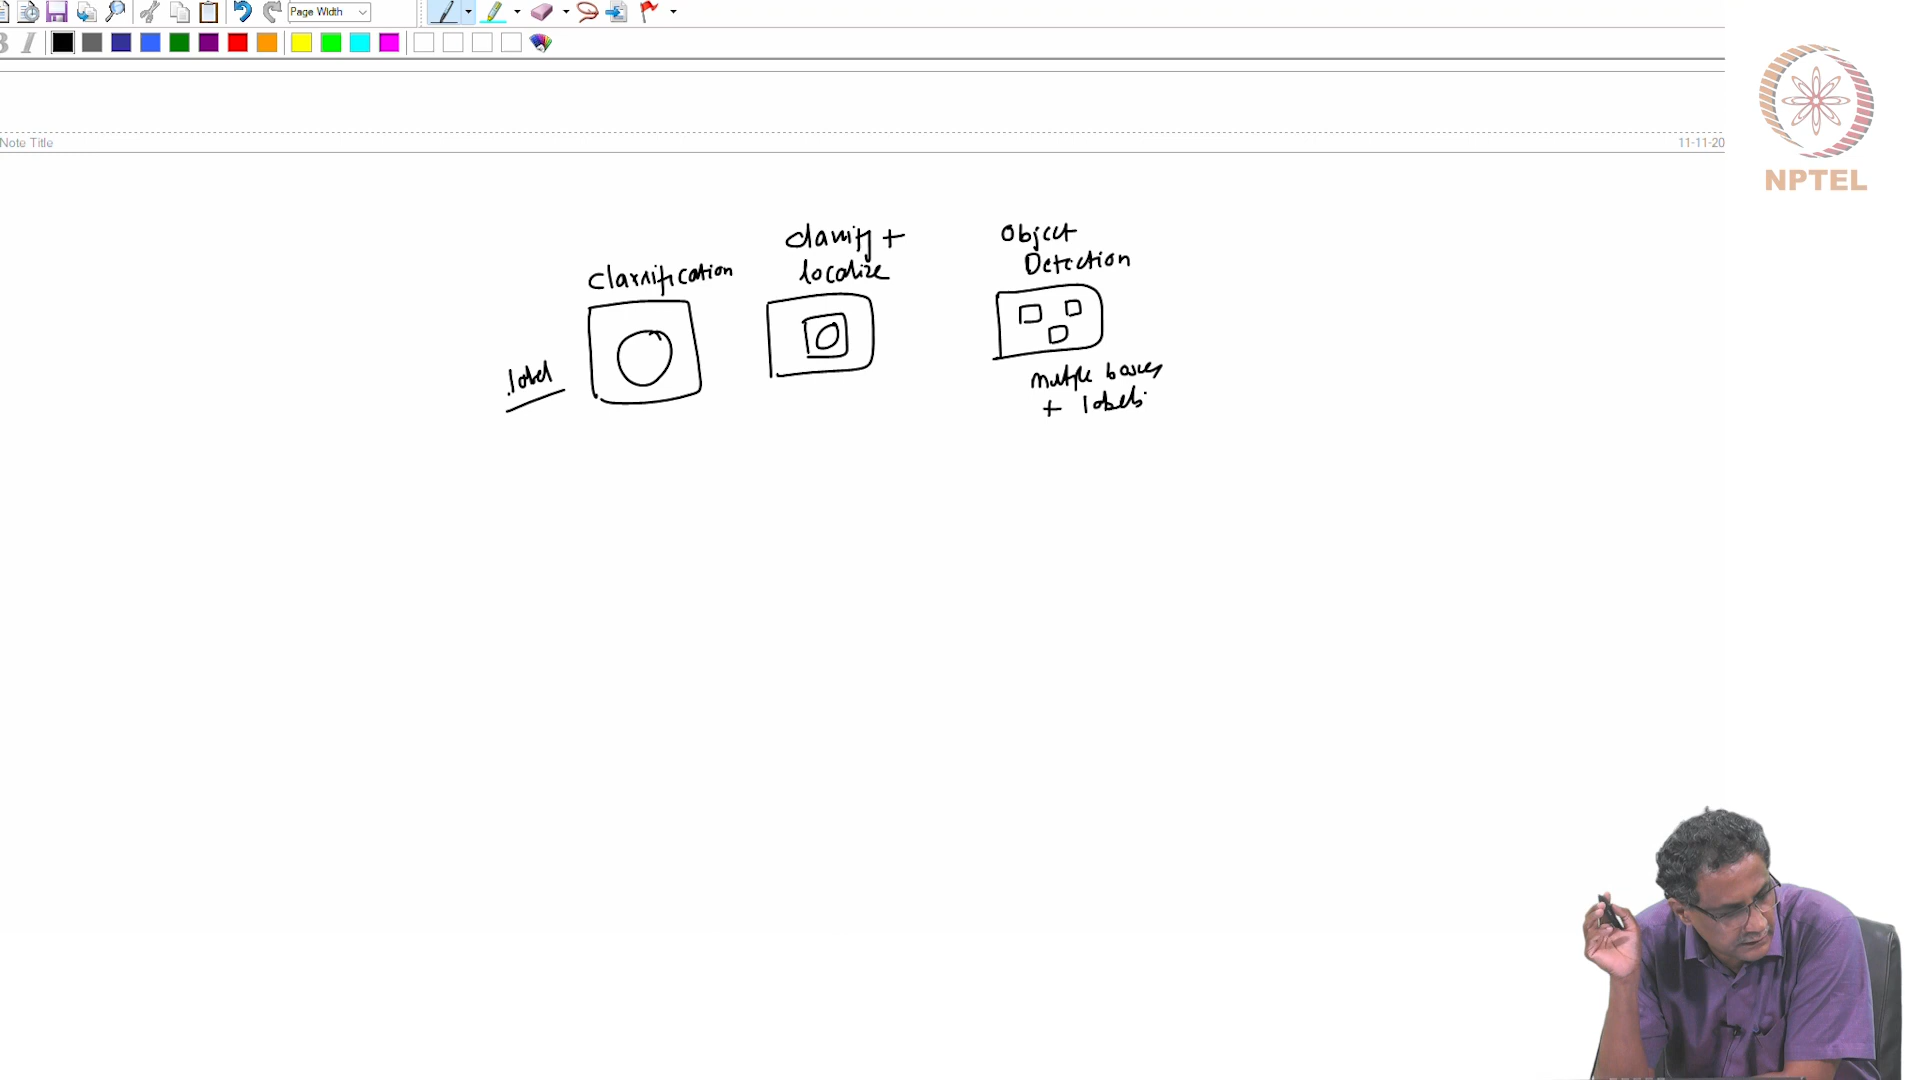 Page Width
B I
Note Title
11-11-20
NPTEL
Classification
Classify +
localize
Object
Detection
label
Multiple boxes
+ labels